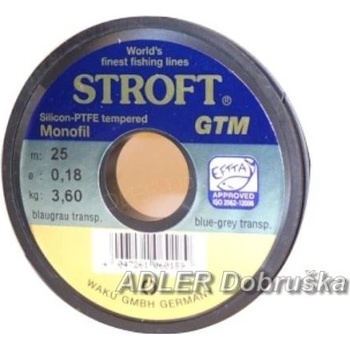 World's
finest fishing lines
STROFT®
GTM
Silicon-PTFE tempered
Monofil
m: 25
ø: 0,18
kg: 3,60
EFTTA
APPROVED
blaugrau transp.
blue-grey transp.
ADLER Dobruška
WAKU GMBH GERMANY